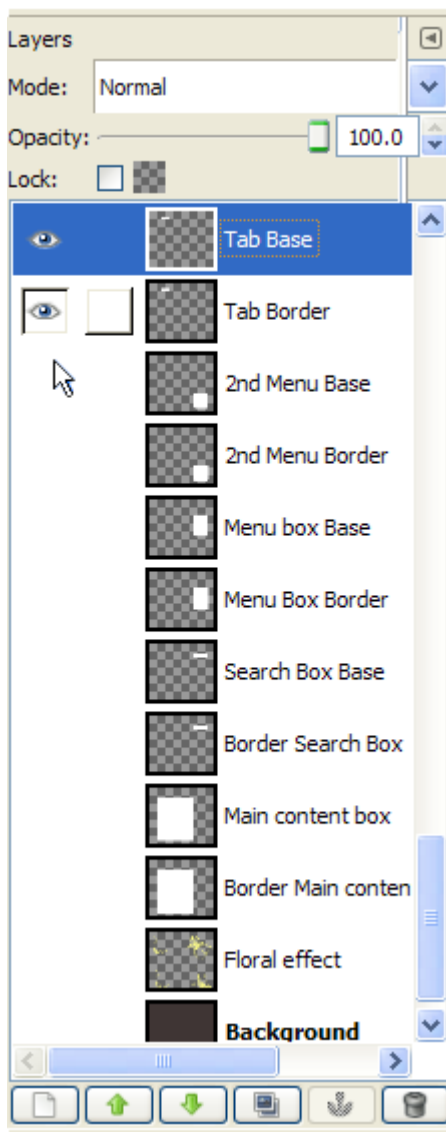 Layers
Mode: Normal
Opacity: 100.0
Lock:
Tab Base
Tab Border
2nd Menu Base
2nd Menu Border
Menu box Base
Menu Box Border
Search Box Base
Border Search Box
Main content box
Border Main conten
Floral effect
Background